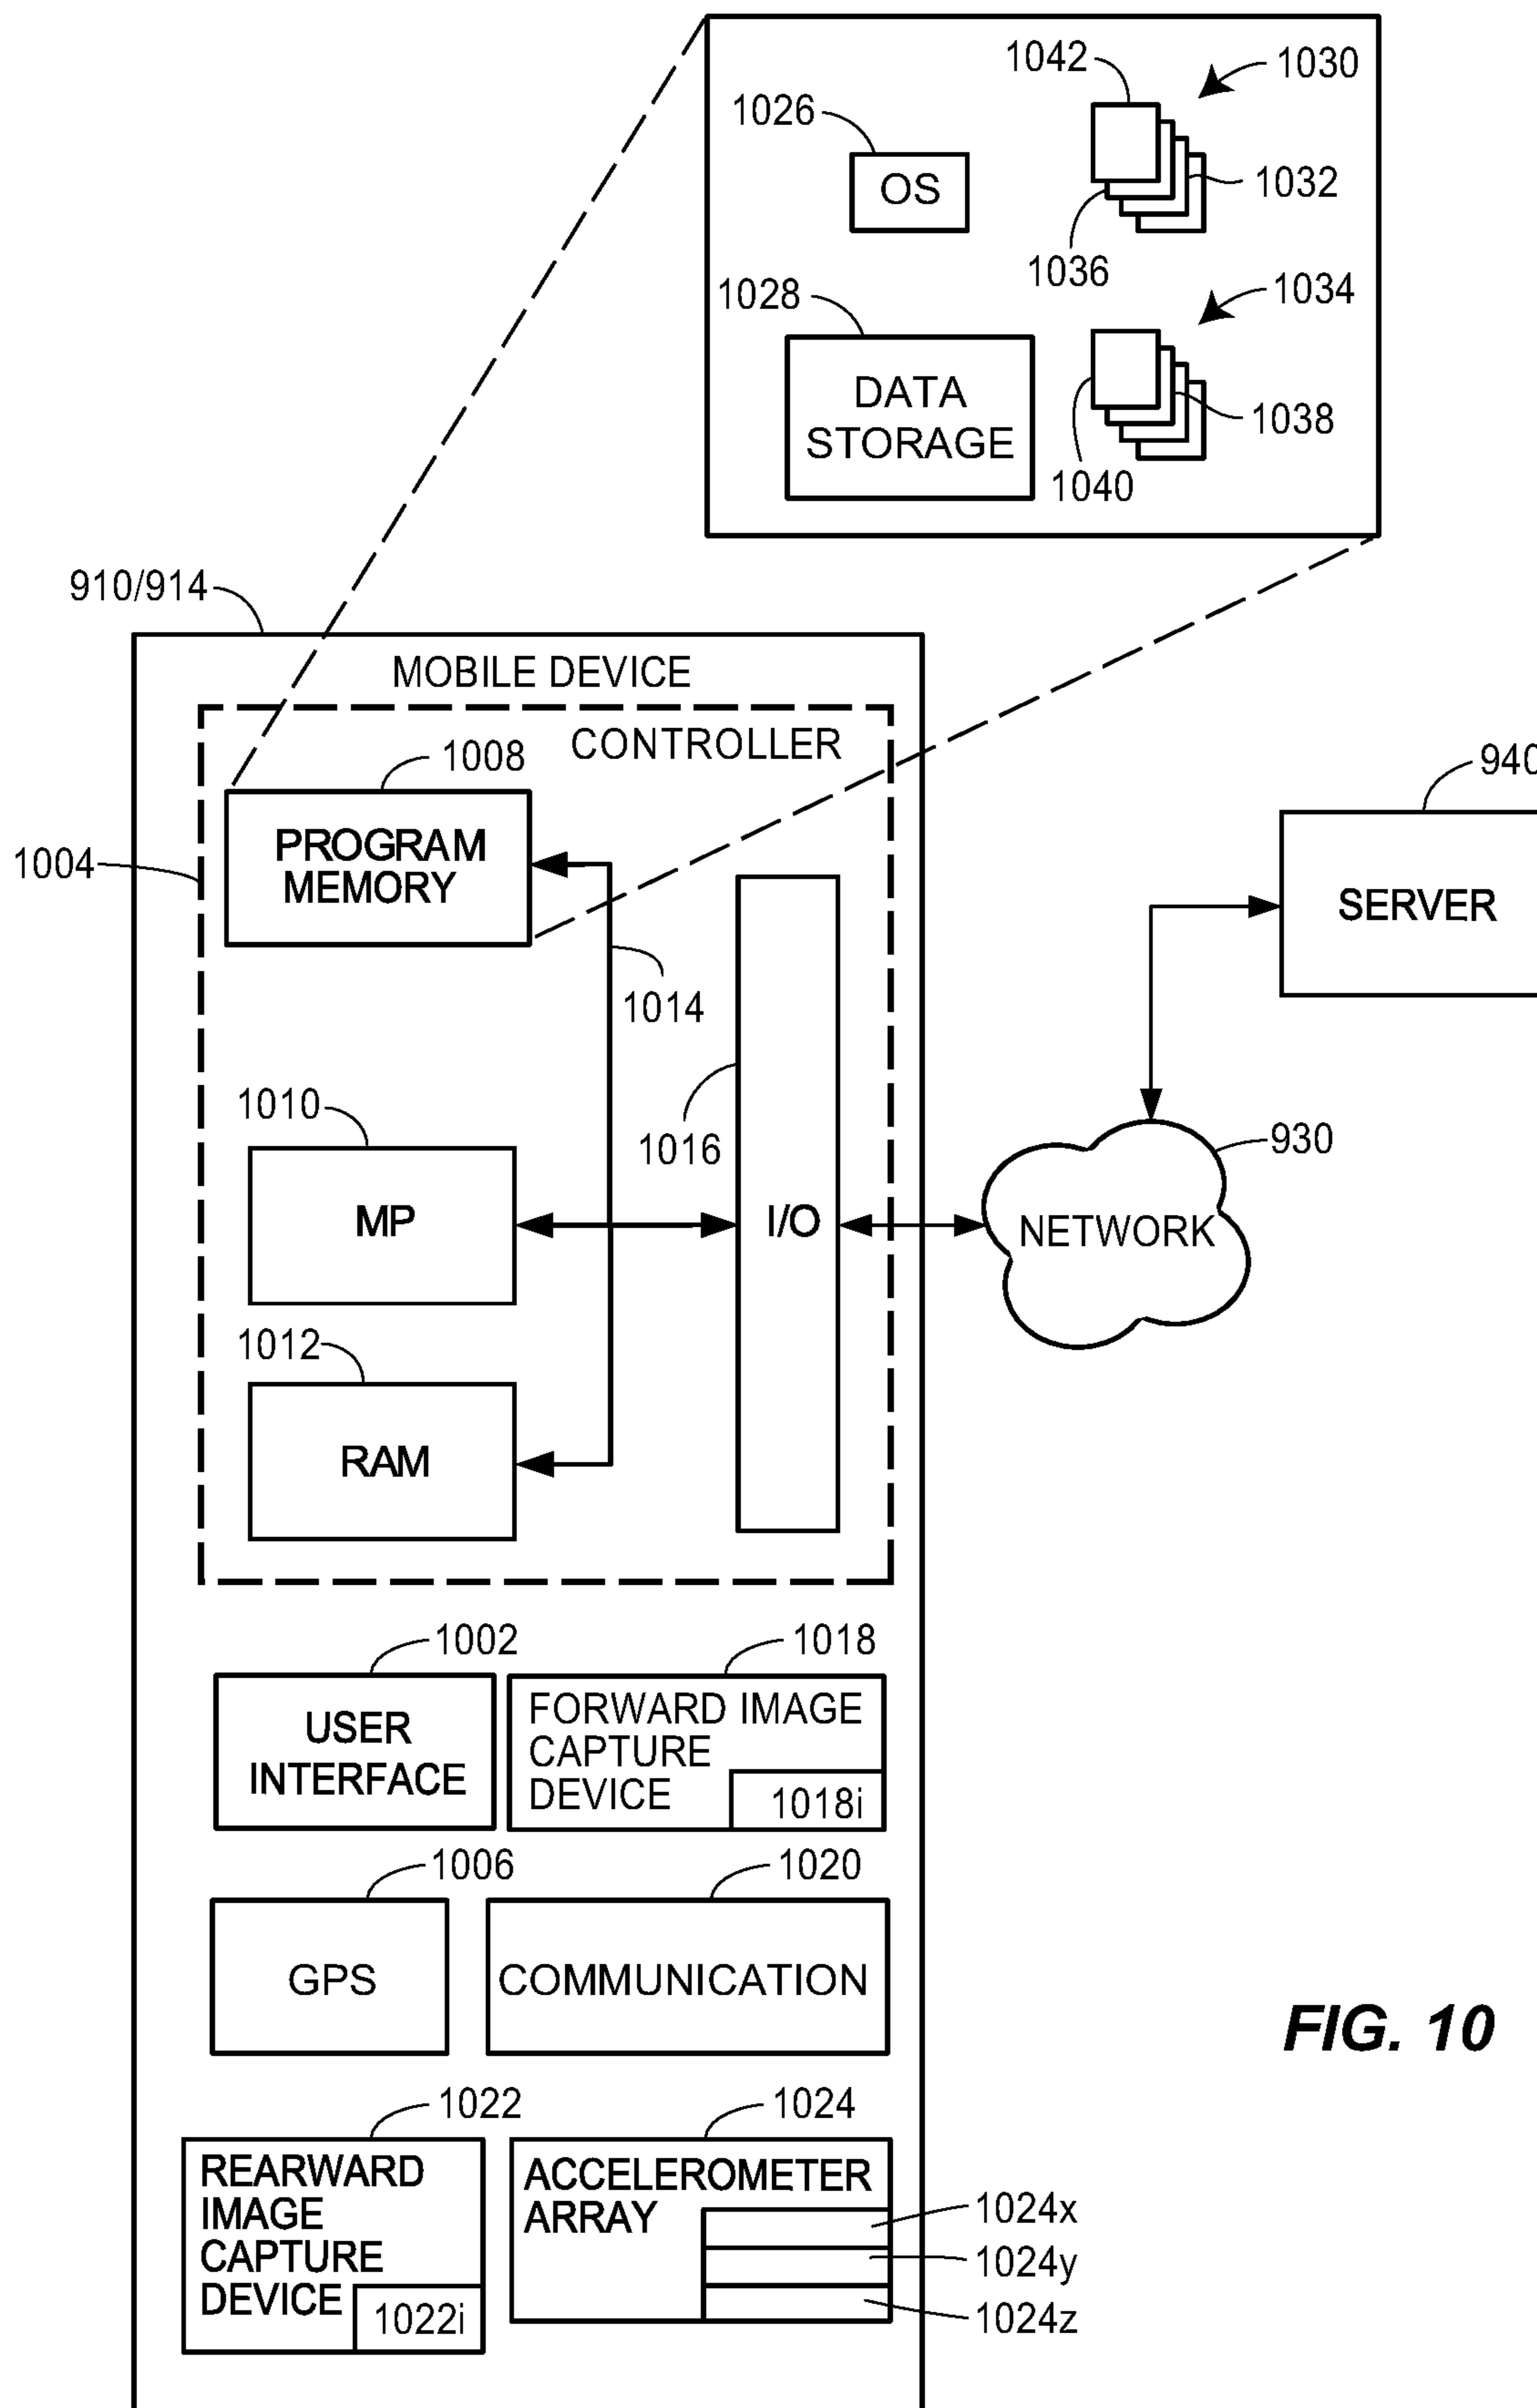 1042
1030
1026
OS
1032
1036
1028
1034
DATA
STORAGE
1038
1040
910/914
MOBILE DEVICE
CONTROLLER
1008
940
PROGRAM
MEMORY
1004
SERVER
1014
1010
1016
930
MP
I/O
NETWORK
1012
RAM
1002
1018
USER
INTERFACE
FORWARD IMAGE
CAPTURE
DEVICE
1018i
1006
1020
GPS
COMMUNICATION
FIG. 10
1022
1024
REARWARD
IMAGE
CAPTURE
DEVICE
1022i
ACCELEROMETER
ARRAY
1024x
1024y
1024z